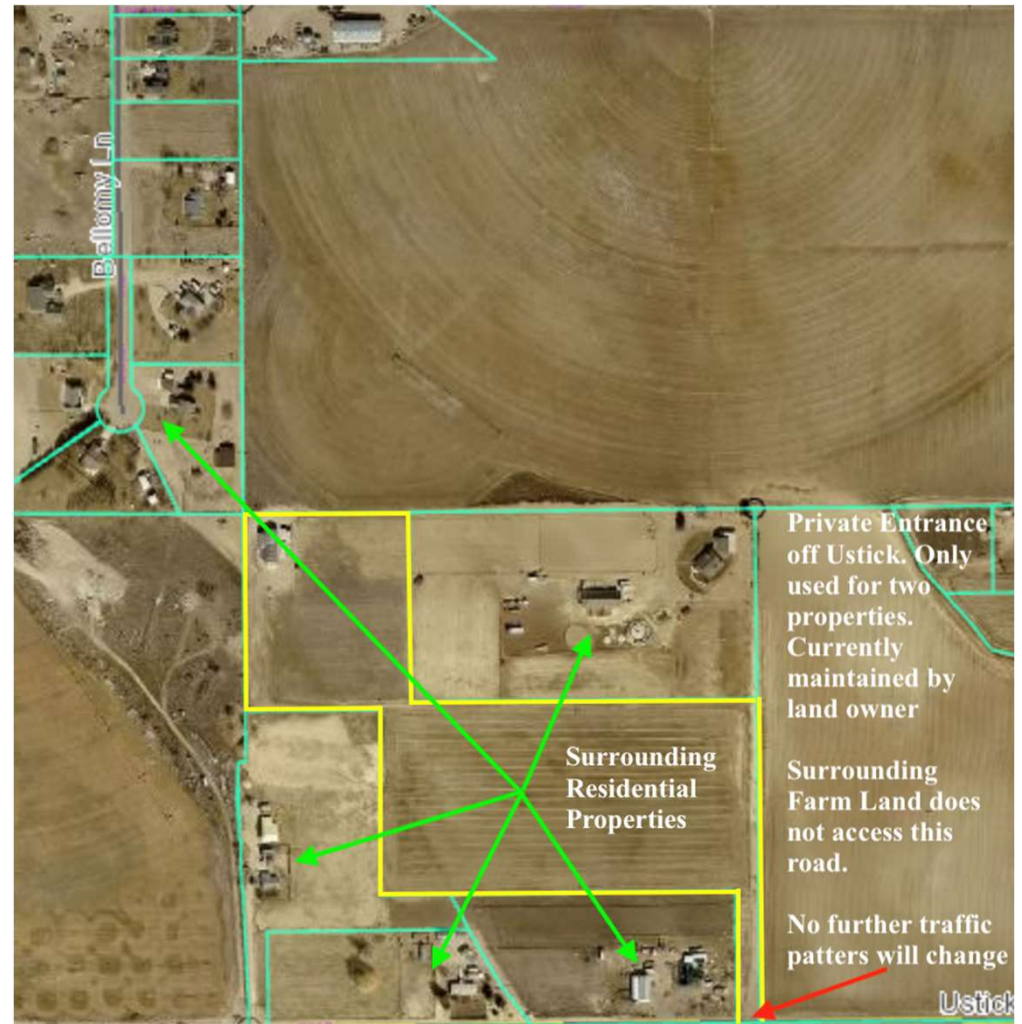 Bellomy Ln
Private Entrance
off Ustick. Only
used for two
properties.
Currently
maintained by
land owner
Surrounding
Residential
Properties
Surrounding
Farm Land does
not access this
road.
No further traffic
patters will change
Ustick